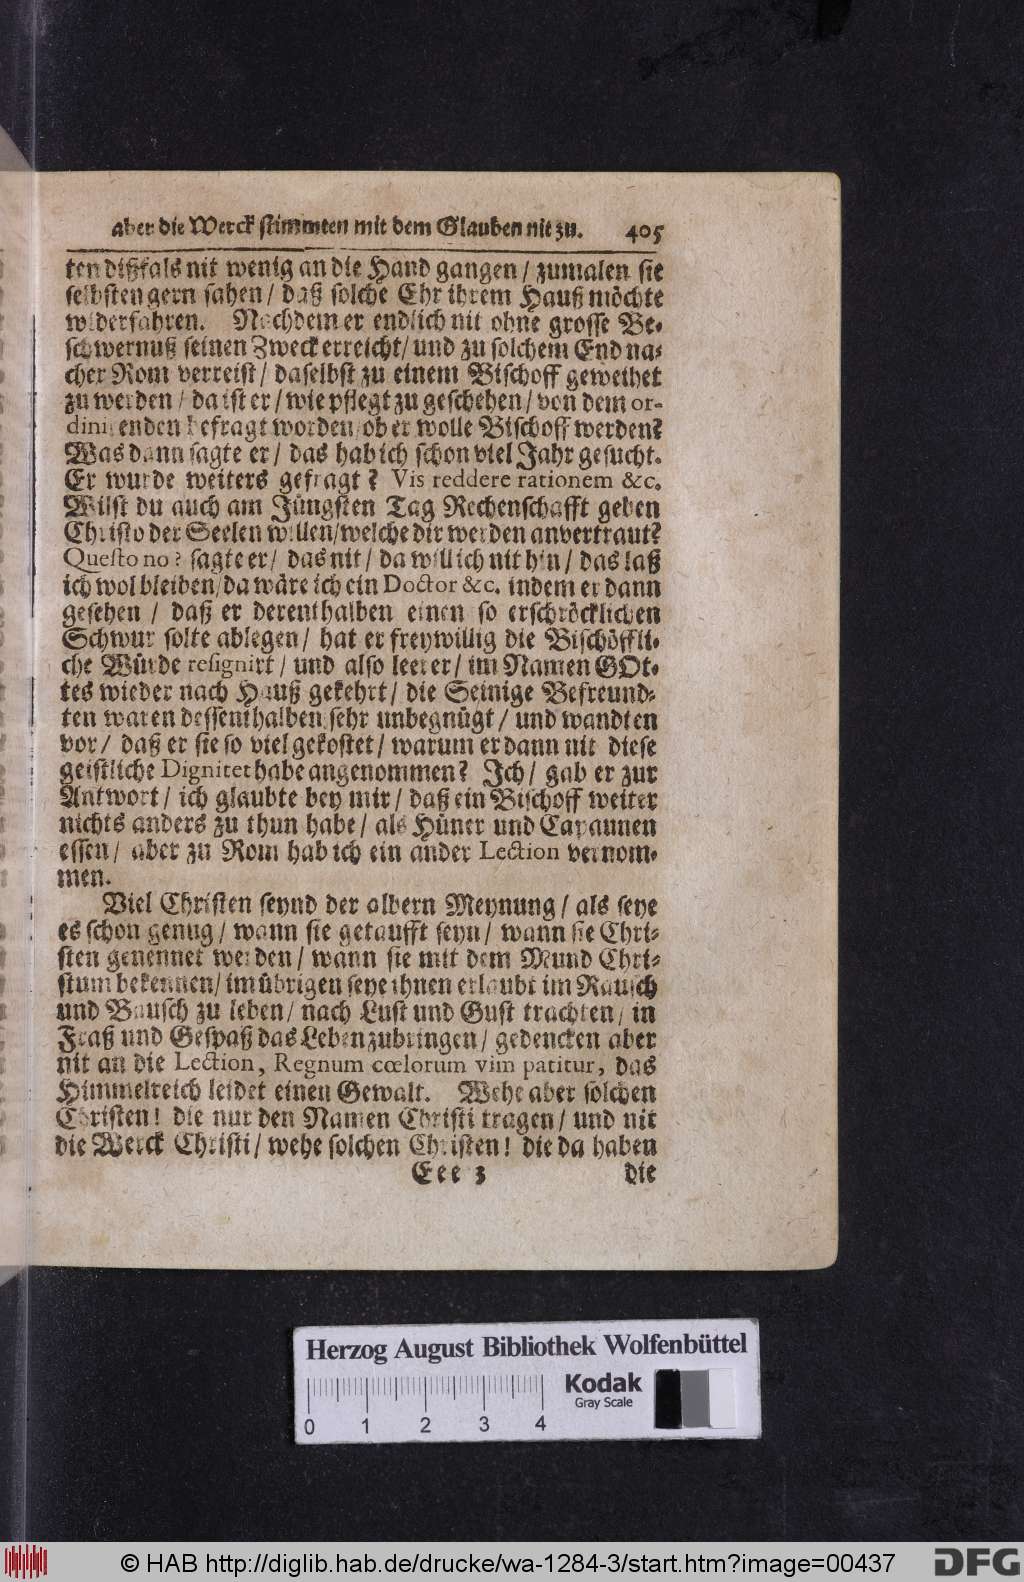 aber die Werck stimmten mit dem Glauben nit zu. 405
ten dißfals nit wenig an die Hand gangen / zumalen sie
selbsten gern sahen / daß solche Ehr ihrem Hauß möchte
widerfahren. Nachdem er endlich nit ohne grosse Be-
schwernuß seinen Zweck erreicht / und zu solchem End na-
cher Rom verreist / daselbst zu einem Bischoff geweihet
zu werden / da ist er / wie pflegt zu geschehen / von dem or-
dinirenden befragt worden / ob er wolle Bischoff werden?
Was dann sagte er / das hab ich schon viel Jahr gesucht.
Er wurde weiters gefragt? Vis reddere rationem &c.
Wilst du auch am Jüngsten Tag Rechenschafft geben
Christo der Seelen willen / welche dir werden anvertraut?
Questo no? sagte er / das nit / da will ich nit hin / das laß
ich wol bleiben / da wäre ich ein Doctor &c. indem er dann
gesehen / daß er derenthalben einen so erschröcklichen
Schwur solte ablegen / hat er freywillig die Bischöffli-
che Würde resignirt / und also leerer / im Namen GOt-
tes wieder nach Hauß gekehrt / die Seinige Befreund-
ten waren dessenthalben sehr unbegnügt / und wandten
vor / daß er sie so viel gekostet / warum er dann nit diese
geistliche Dignitet habe angenommen? Ich / gab er zur
Antwort / ich glaubte bey mir / daß ein Bischoff weiter
nichts anders zu thun habe / als Hüner und Capaunen
essen / aber zu Rom hab ich ein ander Lection vernom-
men.
Viel Christen seynd der albern Meynung / als seye
es schon genug / wann sie getaufft seyn / wann sie Chri-
sten genennet werden / wann sie mit dem Mund Chri-
stum bekennen / im übrigen seye ihnen erlaubt im Rausch
und Bausch zu leben / nach Lust und Gust trachten / in
Fraß und Gespaß das Leben zubringen / gedencken aber
nit an die Lection, Regnum cœlorum vim patitur, das
Himmelreich leidet einen Gewalt. Wehe aber solchen
Christen! die nur den Namen Christi tragen / und nit
die Werck Christi / wehe solchen Christen! die da haben
Eee 3 die
Herzog August Bibliothek Wolfenbüttel
Kodak
Gray Scale
0 1 2 3 4
© HAB http://diglib.hab.de/drucke/wa-1284-3/start.htm?image=00437 DFG